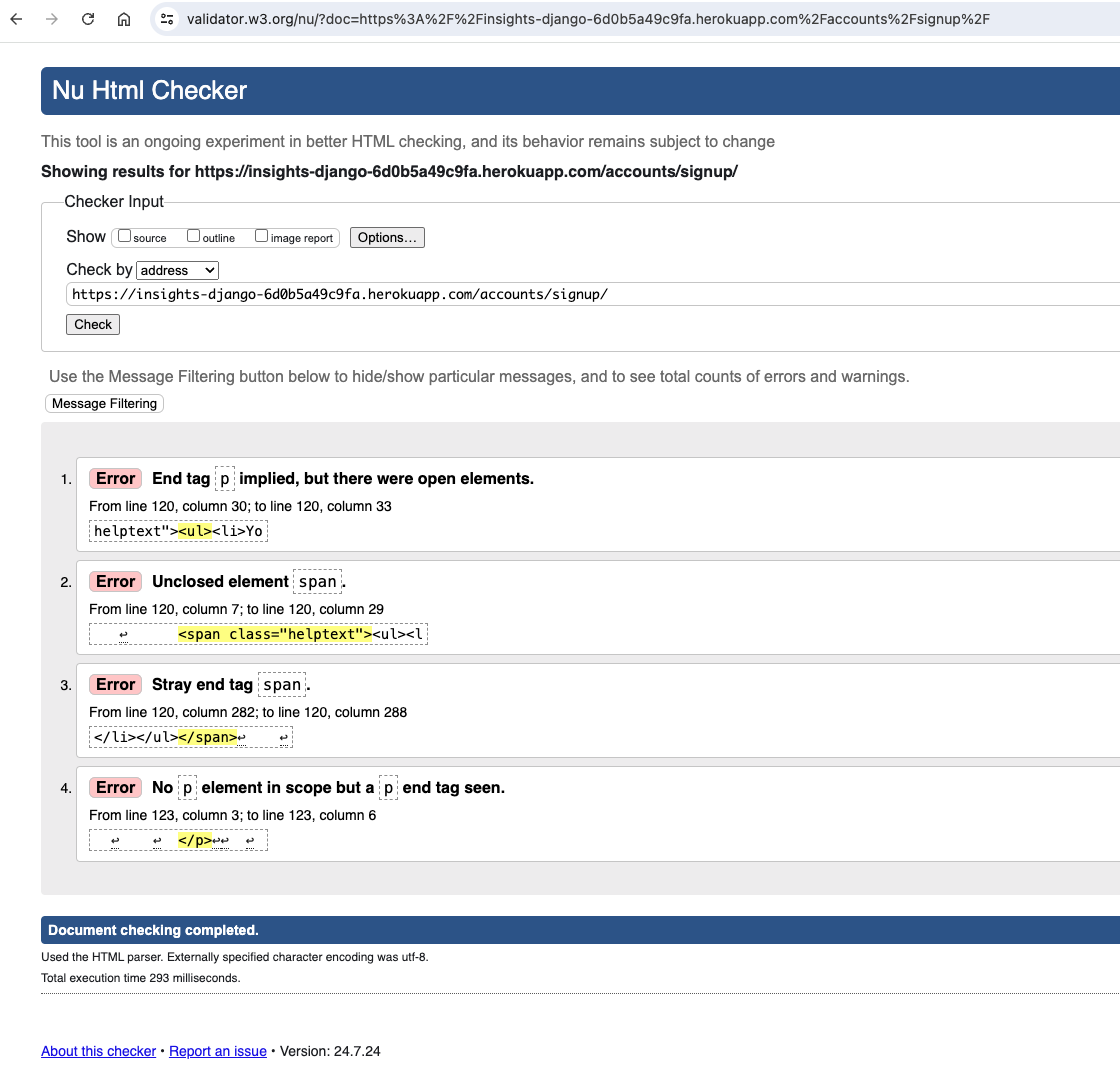 validator.w3.org/nu/?doc=https%3A%2F%2Finsights-django-6d0b5a49c9fa.herokuapp.com%2Faccounts%2Fsignup%2F
Nu Html Checker
This tool is an ongoing experiment in better HTML checking, and its behavior remains subject to change
Showing results for https://insights-django-6d0b5a49c9fa.herokuapp.com/accounts/signup/
Checker Input
Show source outline image report Options...
Check by address
https://insights-django-6d0b5a49c9fa.herokuapp.com/accounts/signup/
Check
Use the Message Filtering button below to hide/show particular messages, and to see total counts of errors and warnings.
Message Filtering
1. Error End tag p implied, but there were open elements.
From line 120, column 30; to line 120, column 33
helptext"><ul><li>Yo
2. Error Unclosed element span.
From line 120, column 7; to line 120, column 29
↩ <span class="helptext"><ul><l
3. Error Stray end tag span.
From line 120, column 282; to line 120, column 288
</li></ul></span>↩ ↩
4. Error No p element in scope but a p end tag seen.
From line 123, column 3; to line 123, column 6
↩ ↩ </p>↩↩ ↩
Document checking completed.
Used the HTML parser. Externally specified character encoding was utf-8.
Total execution time 293 milliseconds.
About this checker • Report an issue • Version: 24.7.24